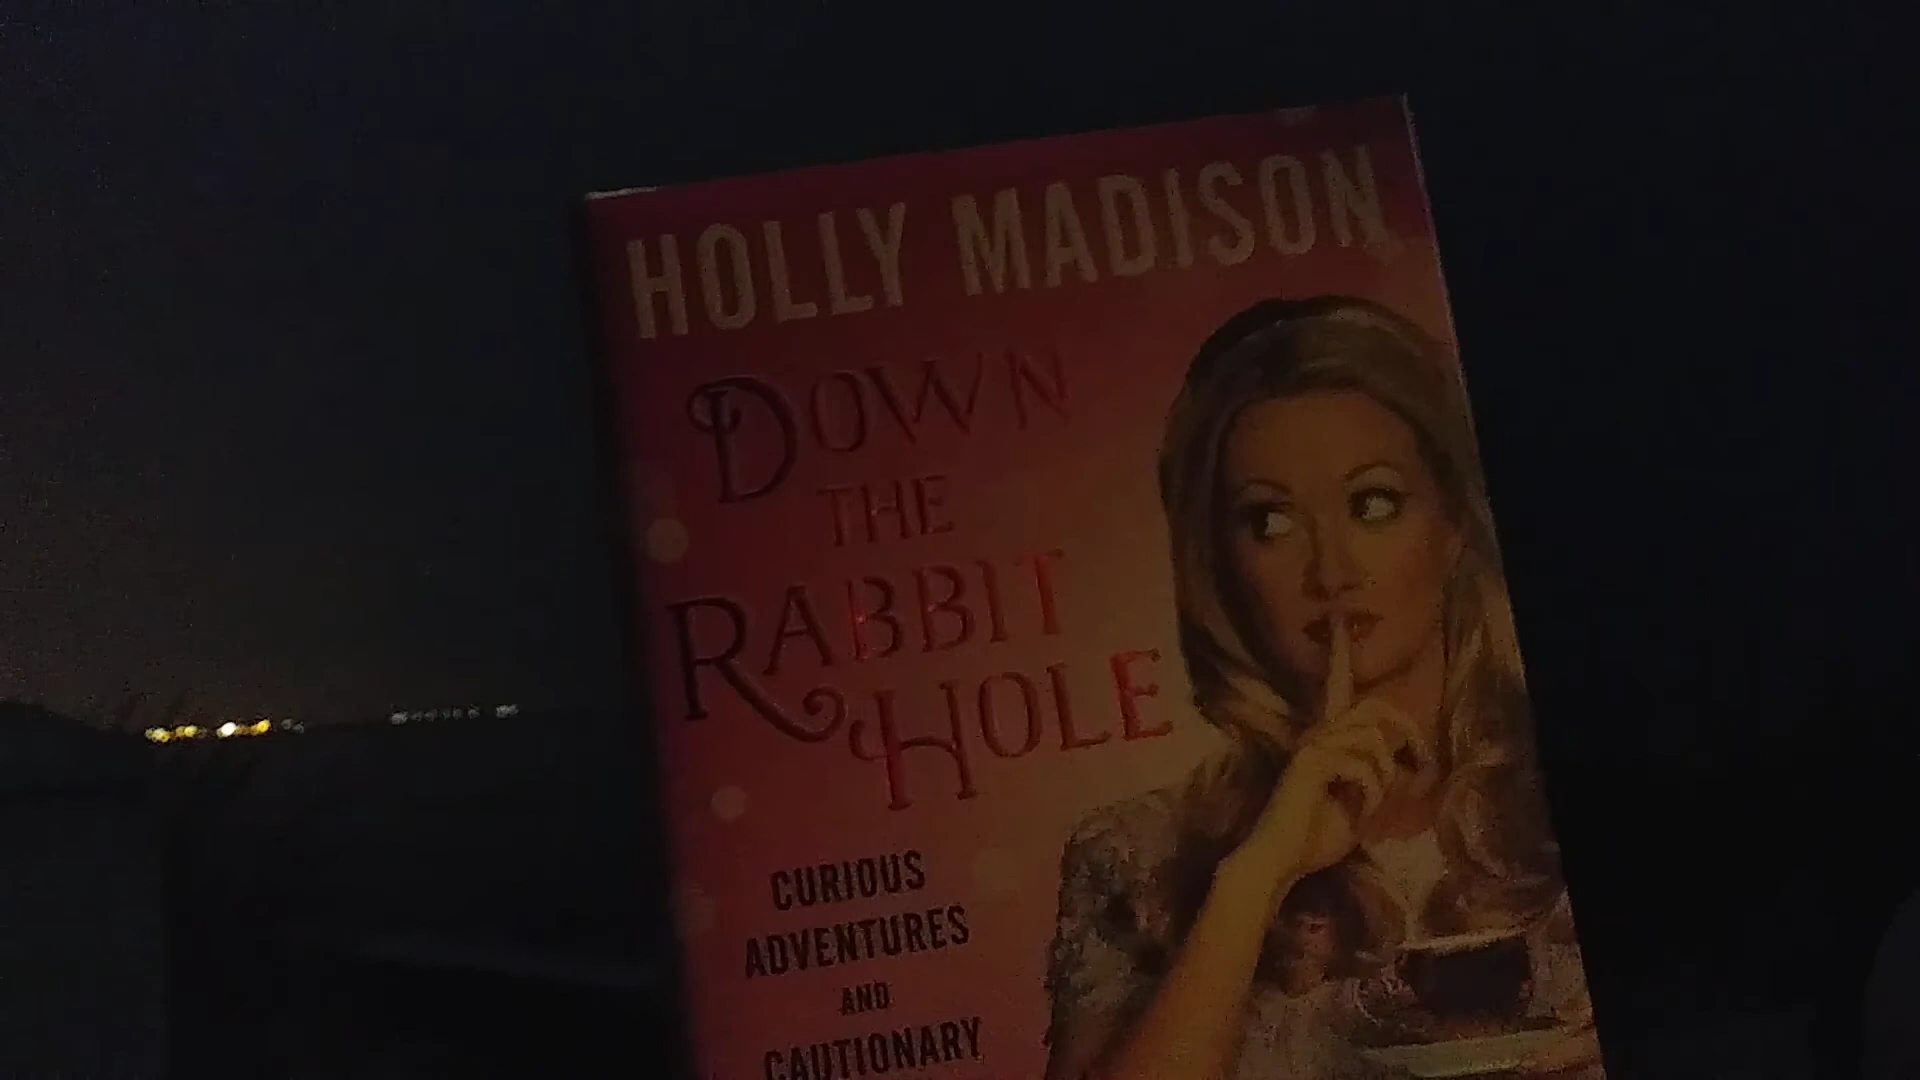 HOLLY MADISON
DOWN
THE
RABBIT
HOLE
CURIOUS
ADVENTURES
AND
CAUTIONARY